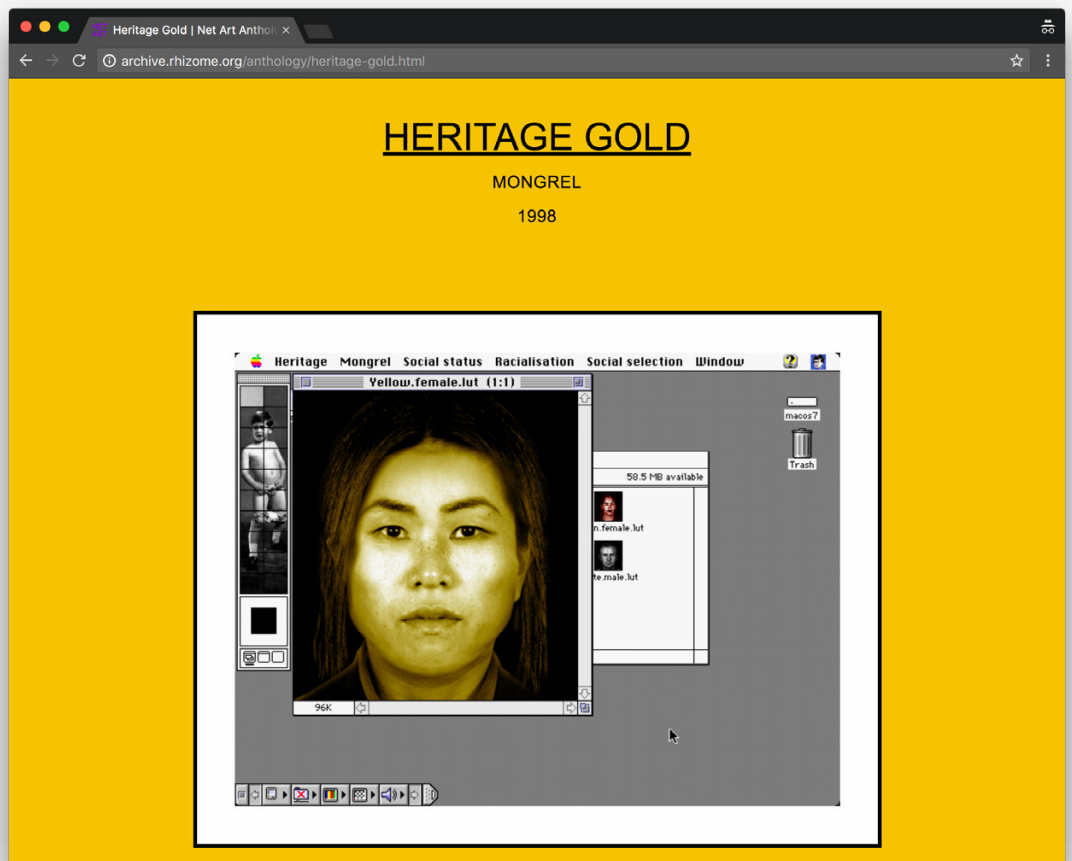 Heritage Gold | Net Art Anthol
archive.rhizome.org/anthology/heritage-gold.html
HERITAGE GOLD
MONGREL
1998
Heritage Mongrel Social status Racialisation Social selection Window
Yellow.female.lut (1:1)
macos7
Trash
58.5 MB available
n.female.lut
te.male.lut
96K